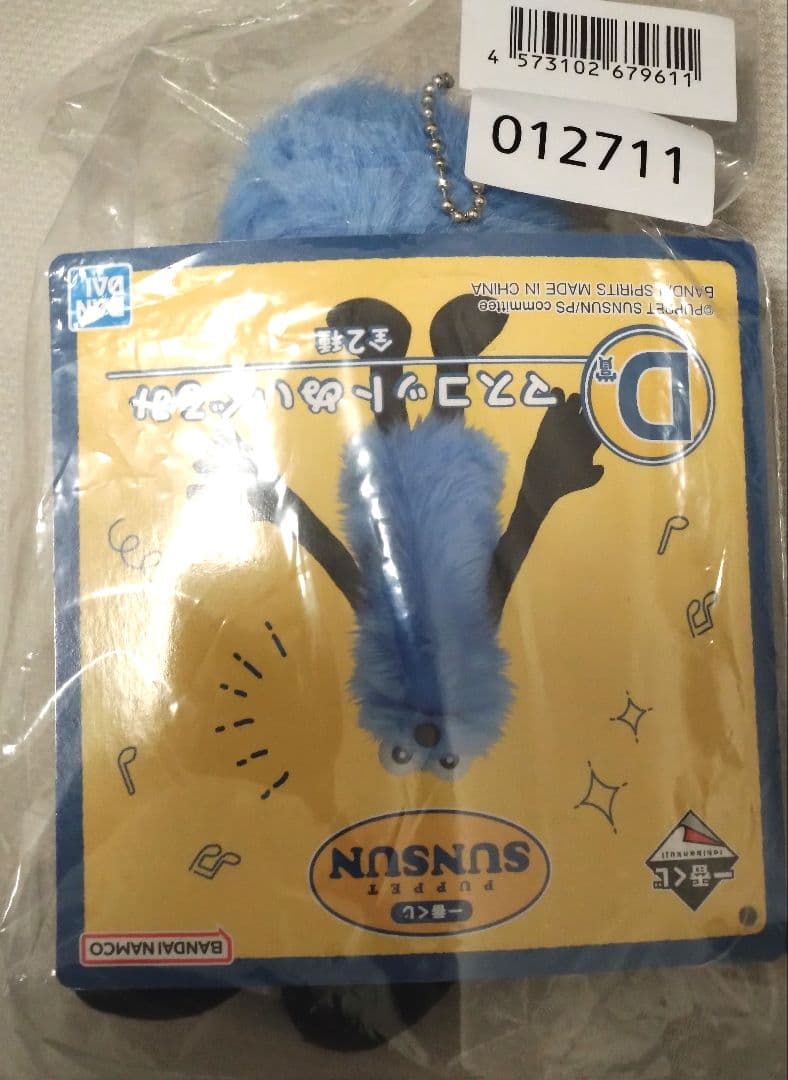 4 573102 679611
012711
一番くじ
PUPPET
SUNSUN
一番くじ
ichibankuji
BANDAI NAMCO
D賞
マスコットぬいぐるみ
全2種
©PUPPET SUNSUN/PS committee
BANDAI SPIRITS MADE IN CHINA
BAN
DAI